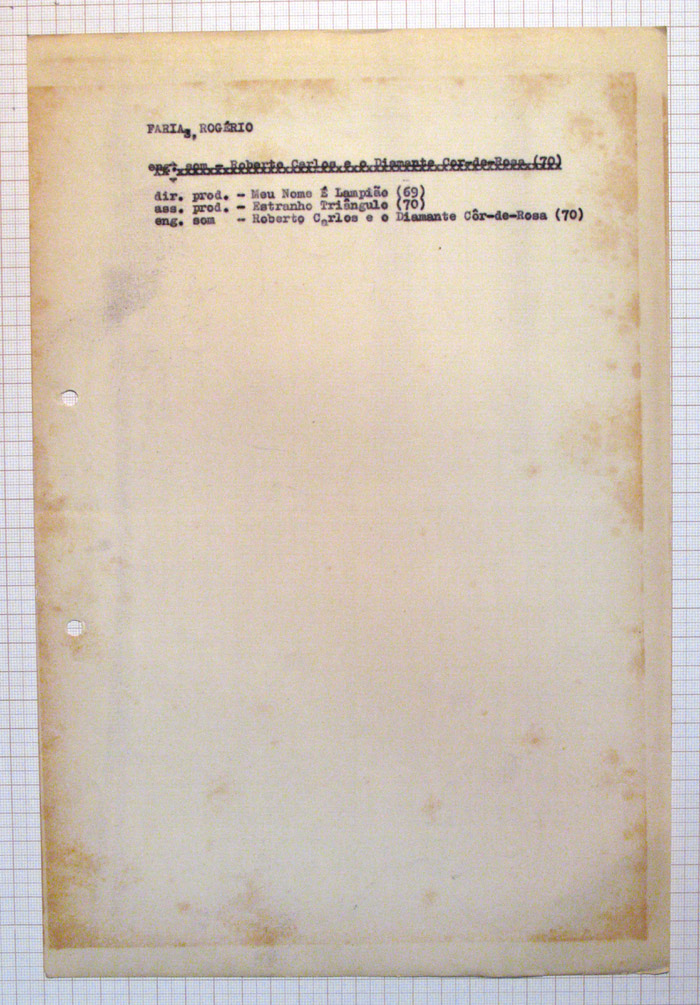 FARIAS, ROGÉRIO
eng. som - Roberto Carlos e o Diamante Cor-de-Rosa (70)
dir. prod. - Meu Nome É Lampião (69)
ass. prod. - Estranho Triângulo (70)
eng. som - Roberto Carlos e o Diamante Côr-de-Rosa (70)